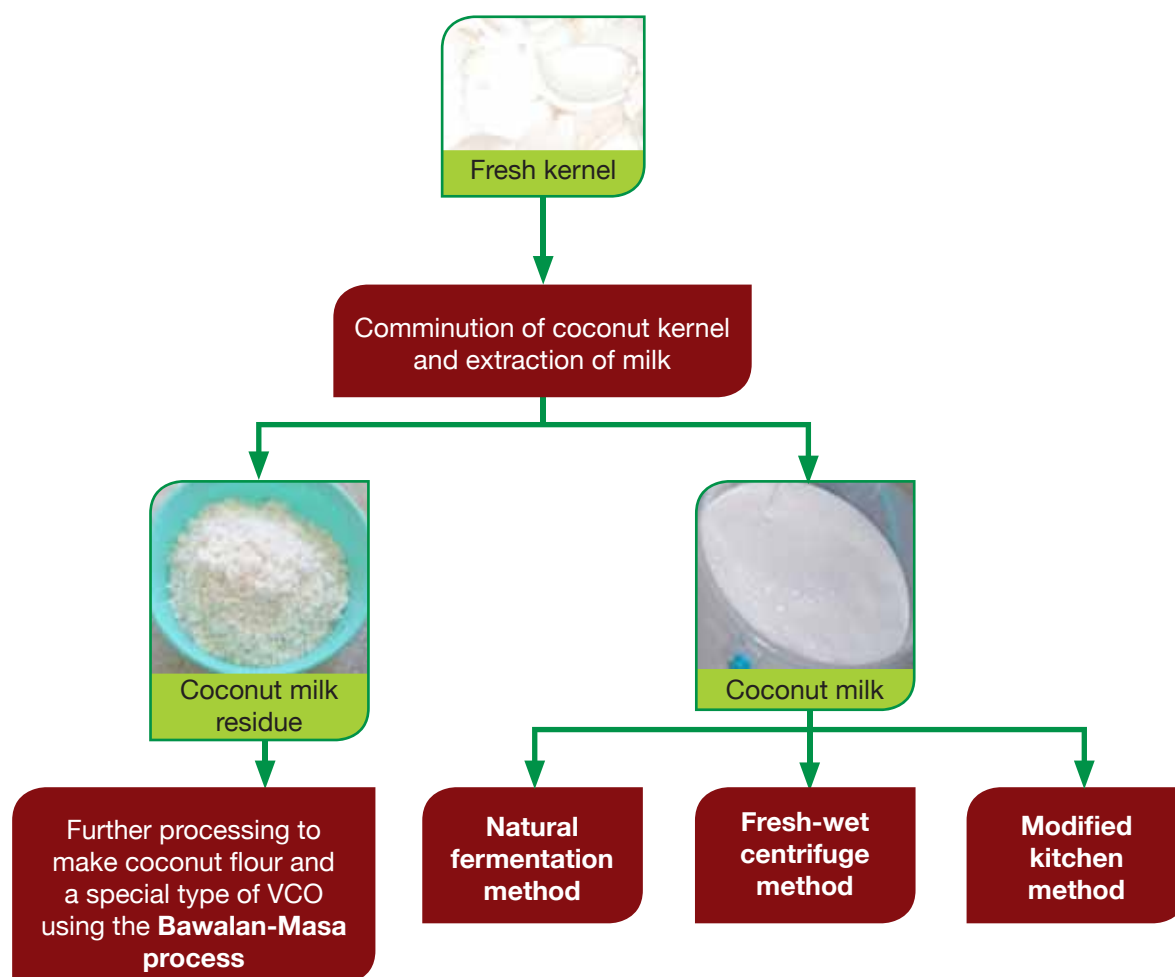 Fresh kernel
Comminution of coconut kernel
and extraction of milk
Coconut milk
residue
Coconut milk
Further processing to
make coconut flour and
a special type of VCO
using the Bawalan-Masa
process
Natural
fermentation
method
Fresh-wet
centrifuge
method
Modified
kitchen
method